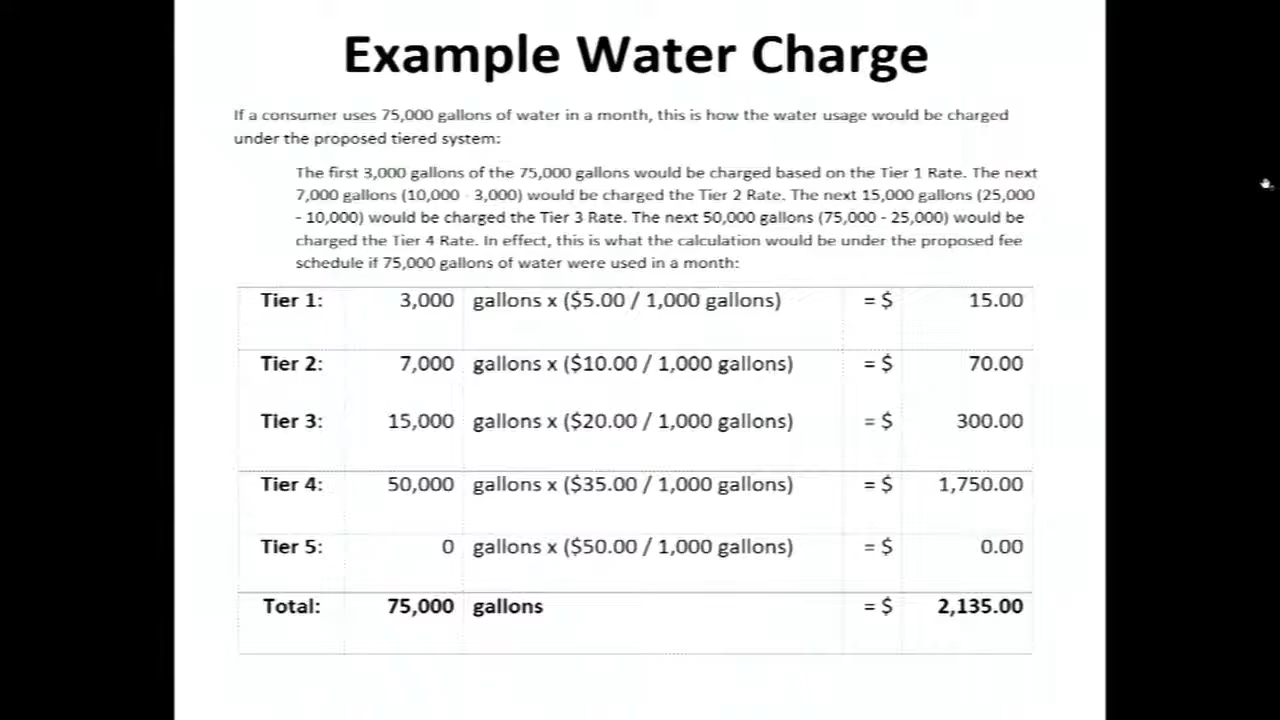 Example Water Charge
If a consumer uses 75,000 gallons of water in a month, this is how the water usage would be charged
under the proposed tiered system:
The first 3,000 gallons of the 75,000 gallons would be charged based on the Tier 1 Rate. The next
7,000 gallons (10,000 - 3,000) would be charged the Tier 2 Rate. The next 15,000 gallons (25,000
- 10,000) would be charged the Tier 3 Rate. The next 50,000 gallons (75,000 - 25,000) would be
charged the Tier 4 Rate. In effect, this is what the calculation would be under the proposed fee
schedule if 75,000 gallons of water were used in a month:
Tier 1: 3,000 gallons x ($5.00 / 1,000 gallons) = $ 15.00
Tier 2: 7,000 gallons x ($10.00 / 1,000 gallons) = $ 70.00
Tier 3: 15,000 gallons x ($20.00 / 1,000 gallons) = $ 300.00
Tier 4: 50,000 gallons x ($35.00 / 1,000 gallons) = $ 1,750.00
Tier 5: 0 gallons x ($50.00 / 1,000 gallons) = $ 0.00
Total: 75,000 gallons = $ 2,135.00